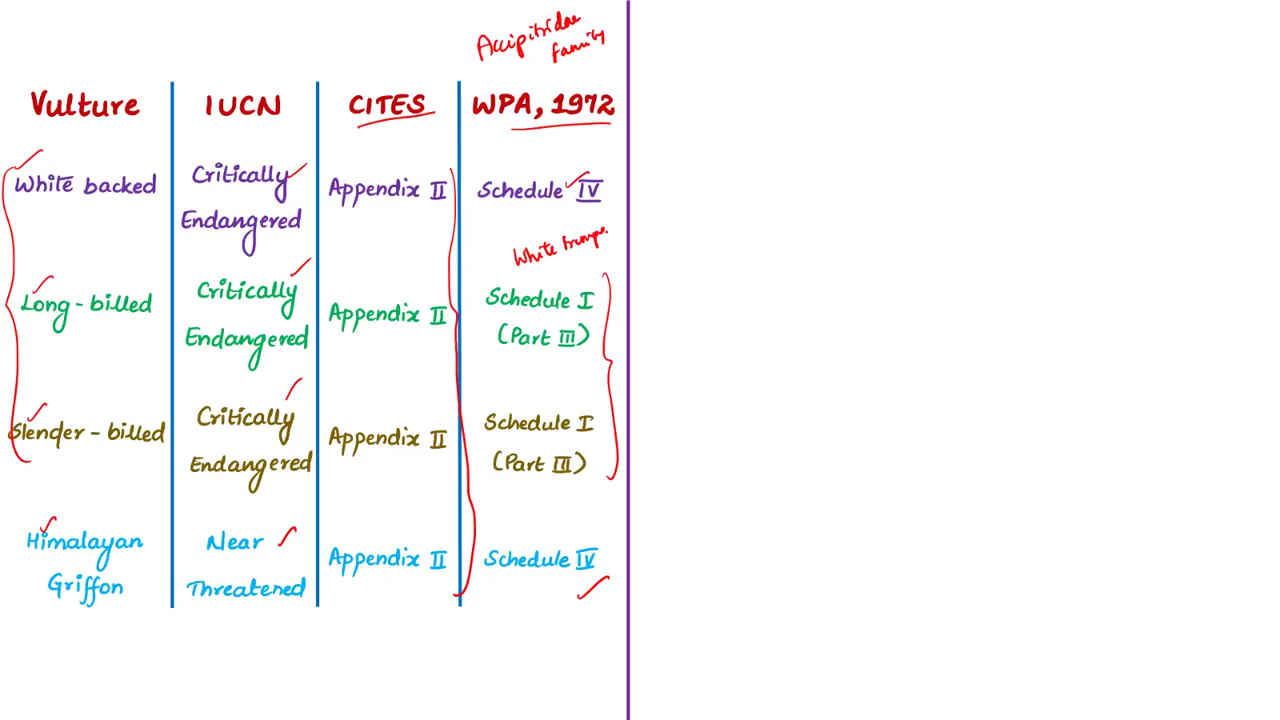 Accipitridae
family
Vulture IUCN CITES WPA, 1972
White backed Critically Endangered Appendix II Schedule IV
White
Long-billed Critically Endangered Appendix II Schedule I (Part III)
Slender-billed Critically Endangered Appendix II Schedule I (Part III)
Himalayan Griffon Near Threatened Appendix II Schedule IV